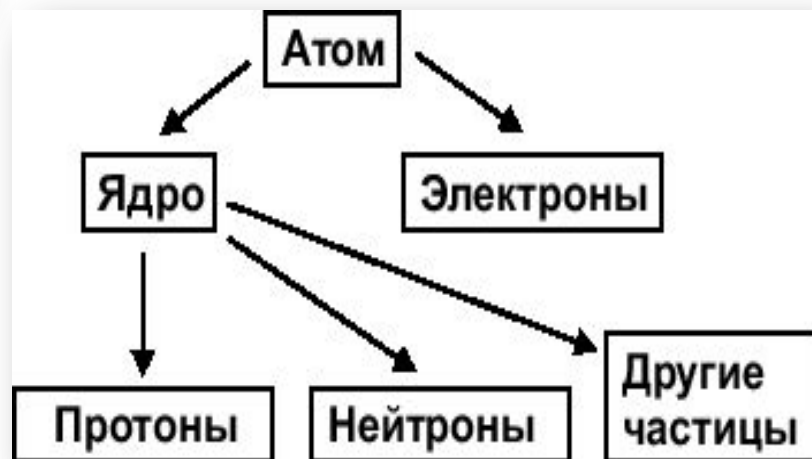 Атом
Ядро
Электроны
Протоны
Нейтроны
Другие
частицы